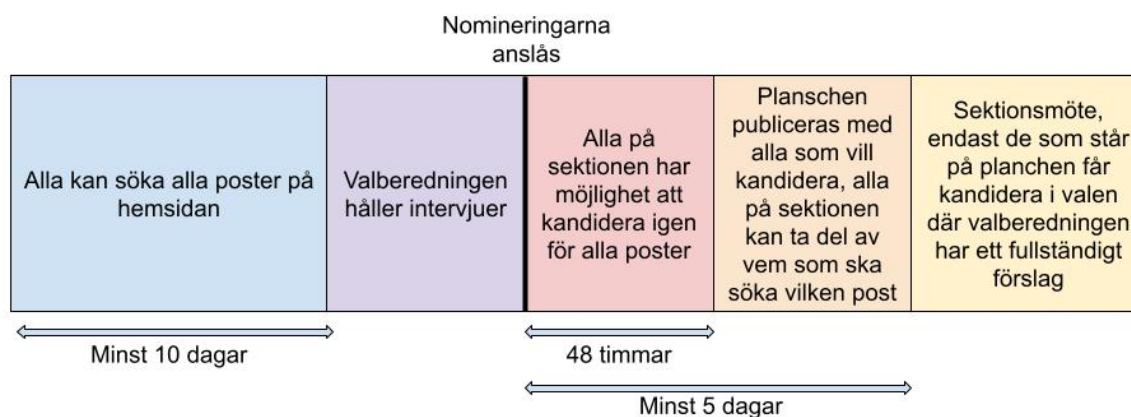 Nomineringarna
anslås
Alla kan söka alla poster på
hemsidan
Valberedningen
håller intervjuer
Alla på
sektionen har
möjlighet att
kandidera igen
för alla poster
Planschen
publiceras med
alla som vill
kandidera, alla
på sektionen
kan ta del av
vem som ska
söka vilken post
Sektionsmöte,
endast de som står
på planchen får
kandidera i valen
där valberedningen
har ett fullständigt
förslag
Minst 10 dagar
48 timmar
Minst 5 dagar